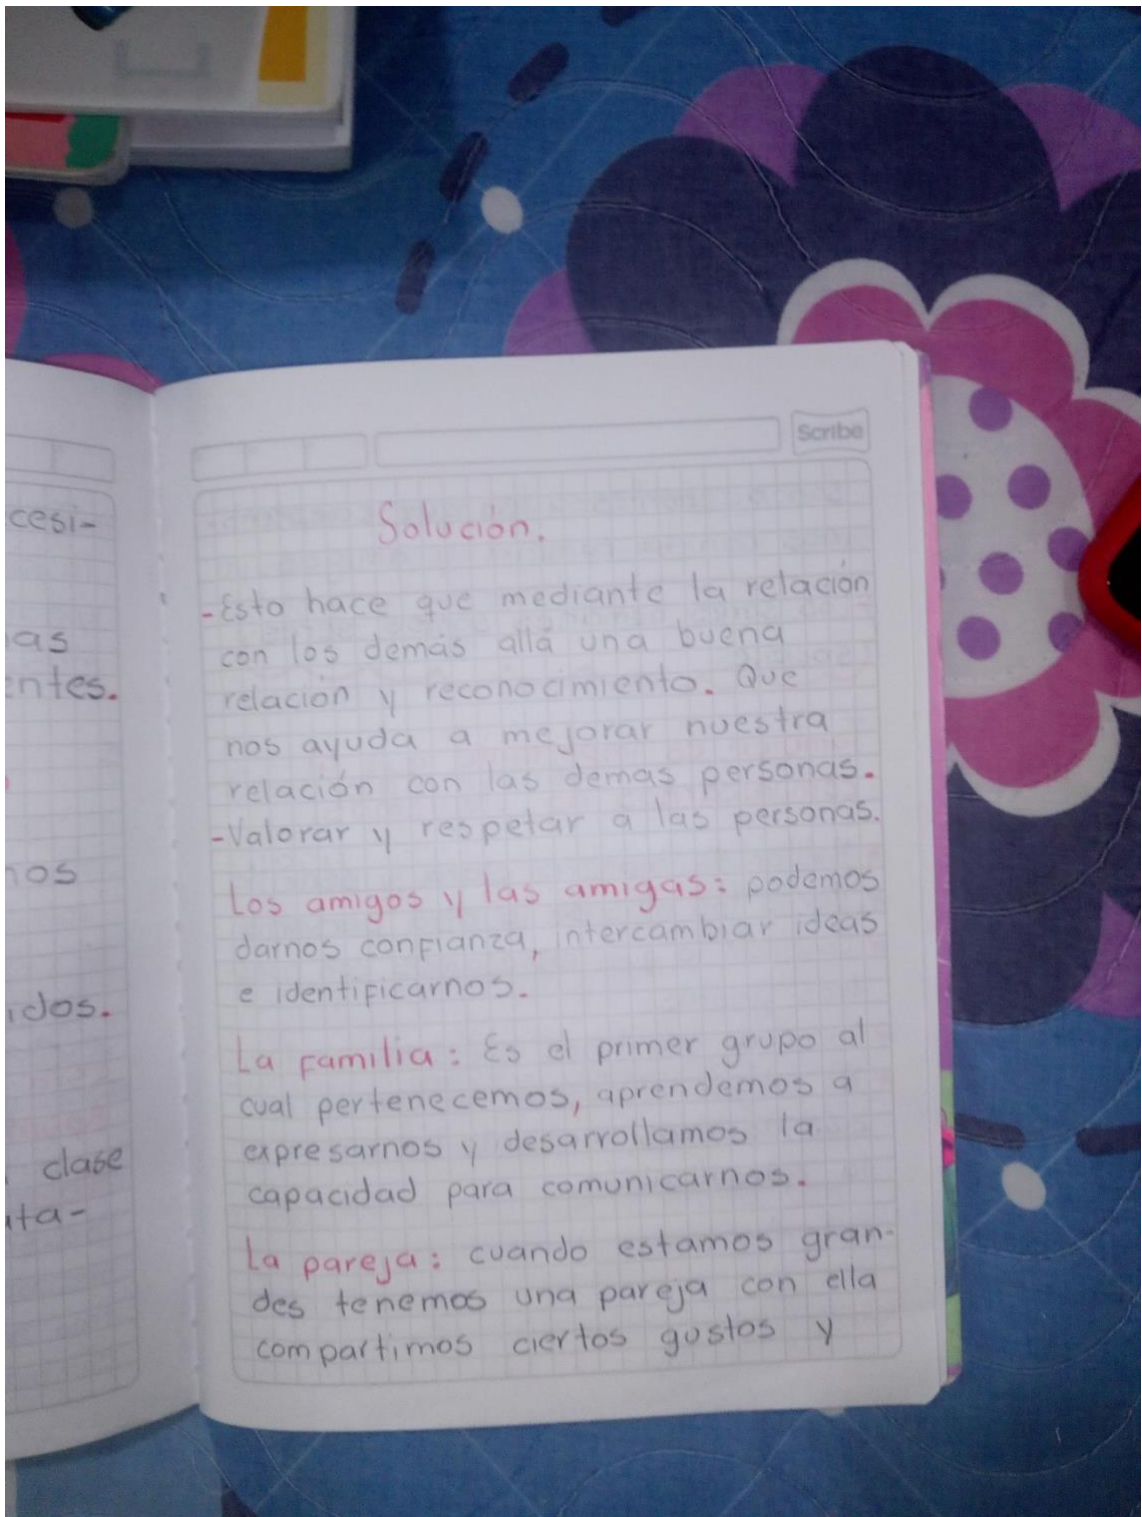 cesi-
as
entes.
nos
idos.
clase
ata-
Scribe
Solución.
-Esto hace que mediante la relación
con los demás allá una buena
relación y reconocimiento. Que
nos ayuda a mejorar nuestra
relación con las demas personas.
-Valorar y respetar a las personas.
Los amigos y las amigas: podemos
darnos confianza, intercambiar ideas
e identificarnos.
La familia: Es el primer grupo al
cual pertenecemos, aprendemos a
expresarnos y desarrollamos la
capacidad para comunicarnos.
La pareja: cuando estamos gran-
des tenemos una pareja con ella
compartimos ciertos gustos y